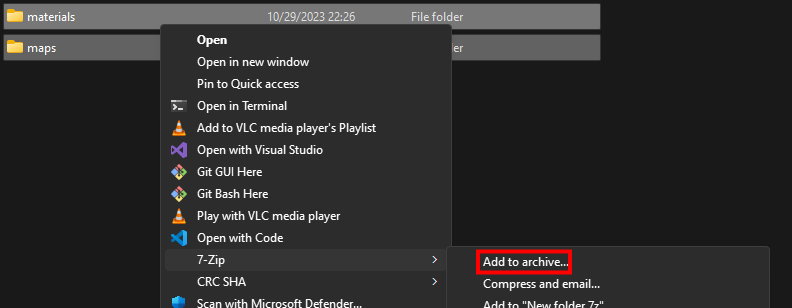 materials 10/29/2023 22:26 File folder
maps lder
Open
Open in new window
Pin to Quick access
Open in Terminal
Add to VLC media player's Playlist
Open with Visual Studio
Git GUI Here
Git Bash Here
Play with VLC media player
Open with Code
7-Zip
CRC SHA
Scan with Microsoft Defender...
Add to archive...
Compress and email...
Add to "New folder.7z"